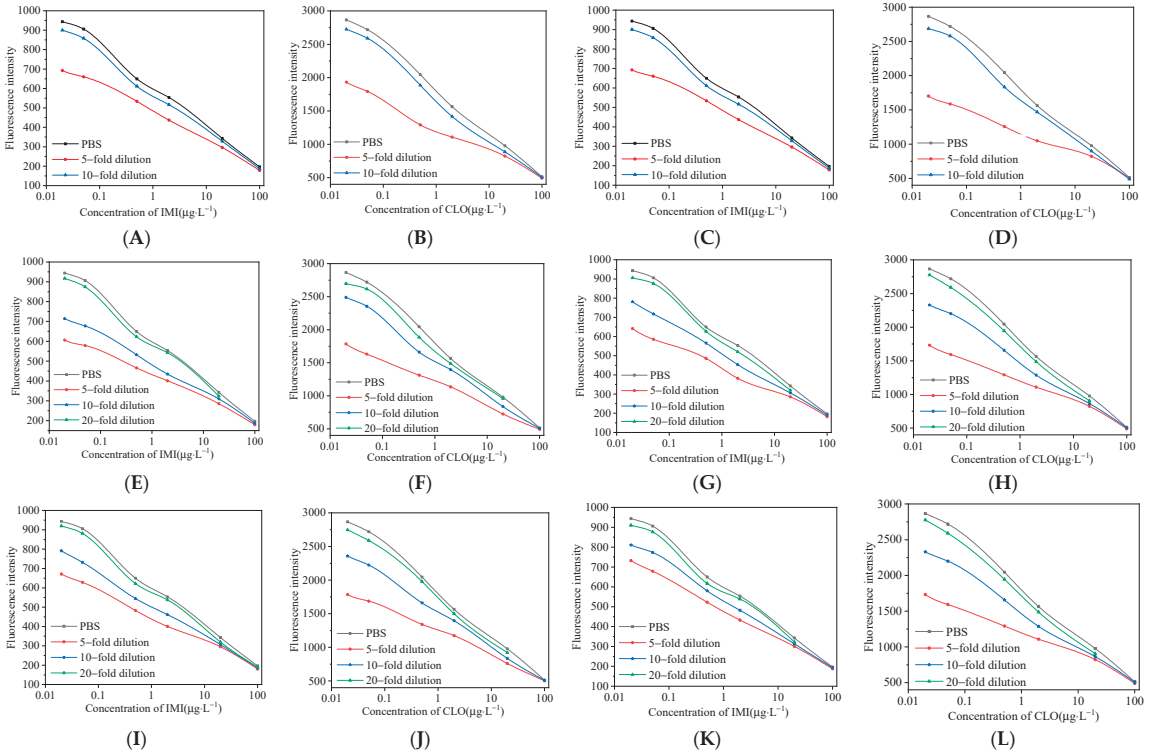 Fluorescence intensity
1000
900
800
700
600
500
400
300
200
100
PBS
5−fold dilution
10−fold dilution
0.01 0.1 1 10 100
Concentration of IMI(μg·L−1)
(A)
Fluorescence intensity
3000
2500
2000
1500
1000
500
PBS
5−fold dilution
10−fold dilution
0.01 0.1 1 10 100
Concentration of CLO(μg·L−1)
(B)
Fluorescence intensity
1000
900
800
700
600
500
400
300
200
100
PBS
5−fold dilution
10−fold dilution
0.01 0.1 1 10 100
Concentration of IMI(μg·L−1)
(C)
Fluorescence intensity
3000
2500
2000
1500
1000
500
PBS
5−fold dilution
10−fold dilution
0.01 0.1 1 10 100
Concentration of CLO(μg·L−1)
(D)
Fluorescence intensity
1000
900
800
700
600
500
400
300
200
PBS
5−fold dilution
10−fold dilution
20−fold dilution
0.01 0.1 1 10 100
Concentration of IMI(μg·L−1)
(E)
Fluorescence intensity
3000
2500
2000
1500
1000
500
PBS
5−fold dilution
10−fold dilution
20−fold dilution
0.01 0.1 1 10 100
Concentration of CLO(μg·L−1)
(F)
Fluorescence intensity
1000
900
800
700
600
500
400
300
200
100
PBS
5−fold dilution
10−fold dilution
20−fold dilution
0.01 0.1 1 10 100
Concentration of IMI(μg·L−1)
(G)
Fluorescence intensity
3000
2500
2000
1500
1000
500
PBS
5−fold dilution
10−fold dilution
20−fold dilution
0.01 0.1 1 10 100
Concentration of CLO(μg·L−1)
(H)
Fluorescence intensity
1000
900
800
700
600
500
400
300
200
100
PBS
5−fold dilution
10−fold dilution
20−fold dilution
0.01 0.1 1 10 100
Concentration of IMI(μg·L−1)
(I)
Fluorescence intensity
3000
2500
2000
1500
1000
500
PBS
5−fold dilution
10−fold dilution
20−fold dilution
0.01 0.1 1 10 100
Concentration of CLO(μg·L−1)
(J)
Fluorescence intensity
1000
900
800
700
600
500
400
300
200
100
PBS
5−fold dilution
10−fold dilution
20−fold dilution
0.01 0.1 1 10 100
Concentration of IMI(μg·L−1)
(K)
Fluorescence intensity
3000
2500
2000
1500
1000
500
PBS
5−fold dilution
10−fold dilution
20−fold dilution
0.01 0.1 1 10 100
Concentration of CLO(μg·L−1)
(L)